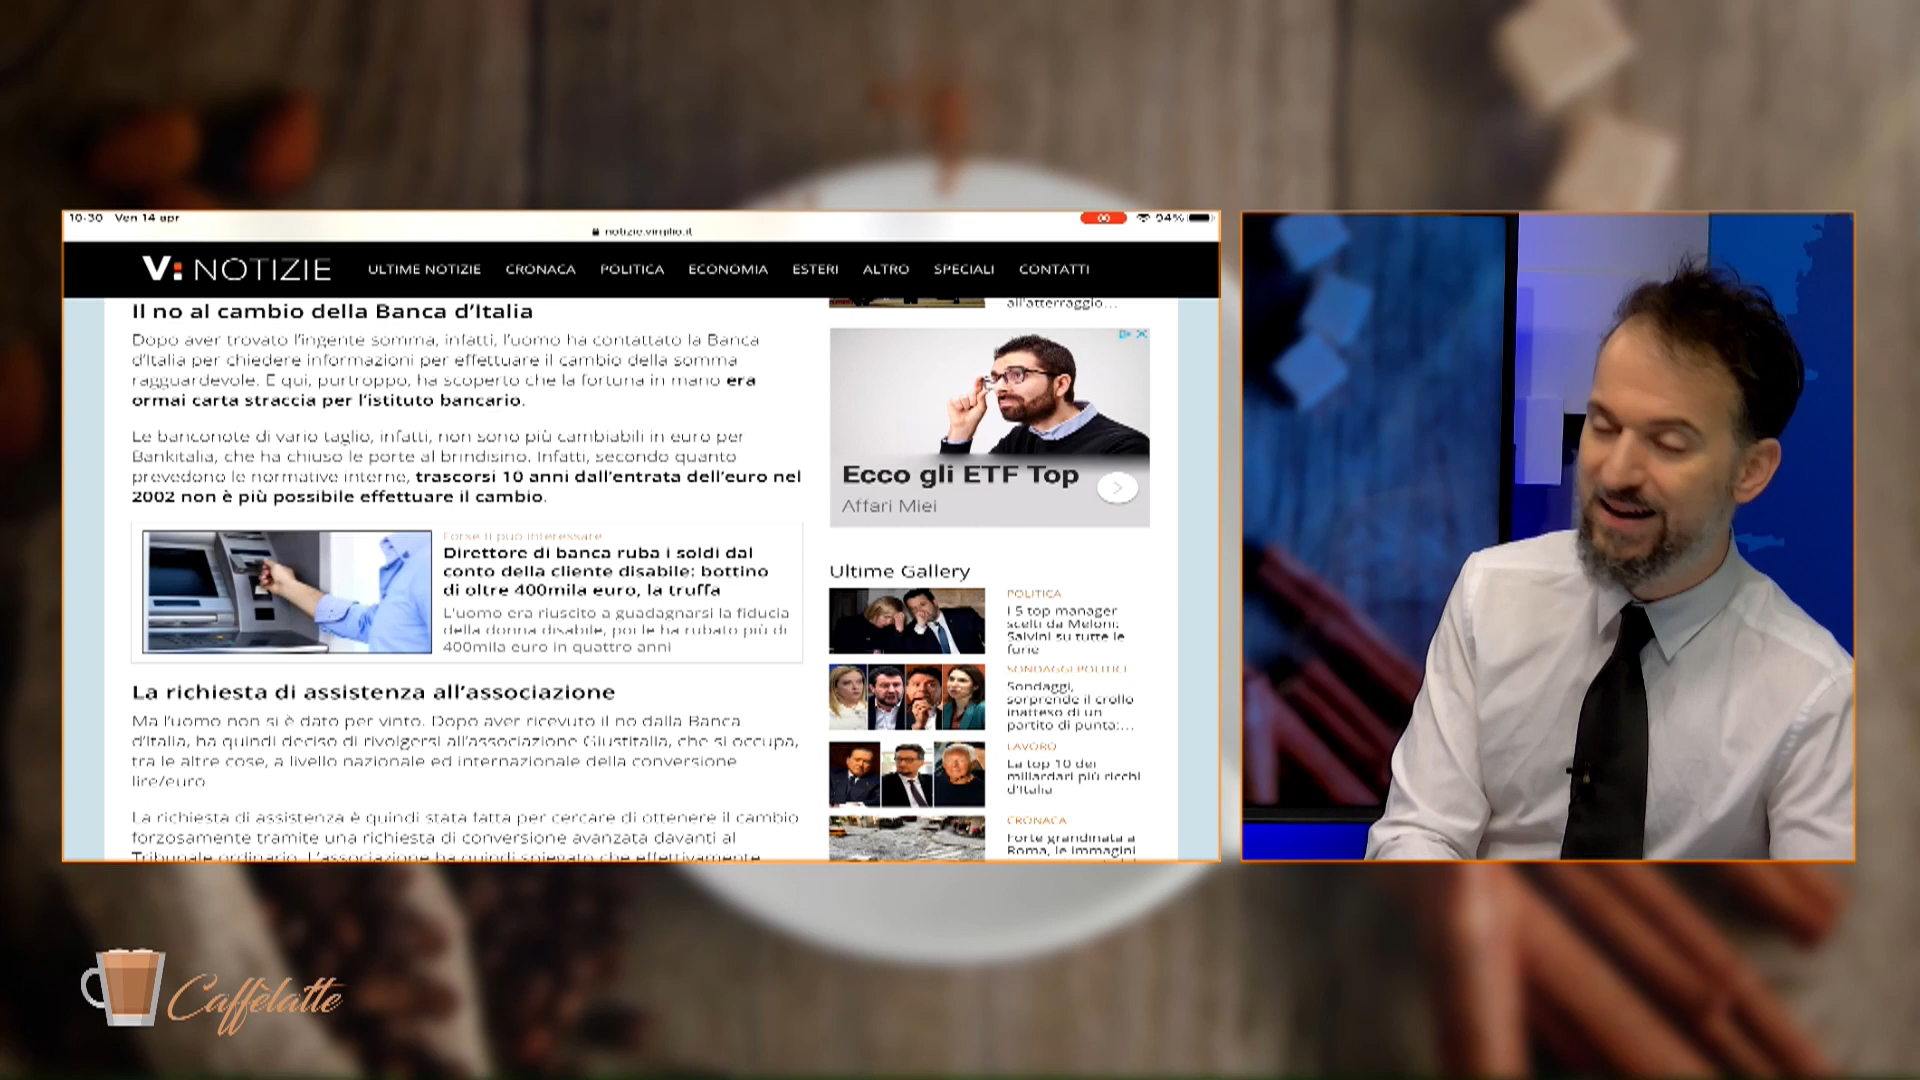 10:30 Ven 14 apr
94%
notizie.virgilio.it
V: NOTIZIE
ULTIME NOTIZIE CRONACA POLITICA ECONOMIA ESTERI ALTRO SPECIALI CONTATTI
Il no al cambio della Banca d'Italia
Dopo aver trovato l'ingente somma, infatti, l'uomo ha contattato la Banca
d'Italia per chiedere informazioni per effettuare il cambio della somma
ragguardevole. E qui, purtroppo, ha scoperto che la fortuna in mano era
ormai carta straccia per l'istituto bancario.
Le banconote di vario taglio, infatti, non sono più cambiabili in euro per
Bankitalia, che ha chiuso le porte al brindisino. Infatti, secondo quanto
prevedono le normative interne, trascorsi 10 anni dall'entrata dell'euro nel
2002 non è più possibile effettuare il cambio.
Forse ti può interessare
Direttore di banca ruba i soldi dal
conto della cliente disabile: bottino
di oltre 400mila euro, la truffa
L'uomo era riuscito a guadagnarsi la fiducia
della donna disabile, poi le ha rubato più di
400mila euro in quattro anni
La richiesta di assistenza all'associazione
Ma l'uomo non si è dato per vinto. Dopo aver ricevuto il no dalla Banca
d'Italia, ha quindi deciso di rivolgersi all'associazione Giustitalia, che si occupa,
tra le altre cose, a livello nazionale ed internazionale della conversione
lire/euro
La richiesta di assistenza è quindi stata fatta per cercare di ottenere il cambio
forzosamente tramite una richiesta di conversione avanzata davanti al
Tribunale ordinario. L'associazione ha quindi spiegato che effettivamente
all'atterraggio...
Ecco gli ETF Top
Affari Miei
Ultime Gallery
POLITICA
I 5 top manager
scelti da Meloni:
Salvini su tutte le
furie
SONDAGGI POLITICI
Sondaggi,
sorprende il crollo
inatteso di un
partito di punta:...
LAVORO
La top 10 dei
miliardari più ricchi
d'Italia
CRONACA
Forte grandinata a
Roma, le immagini
Caffèlatte